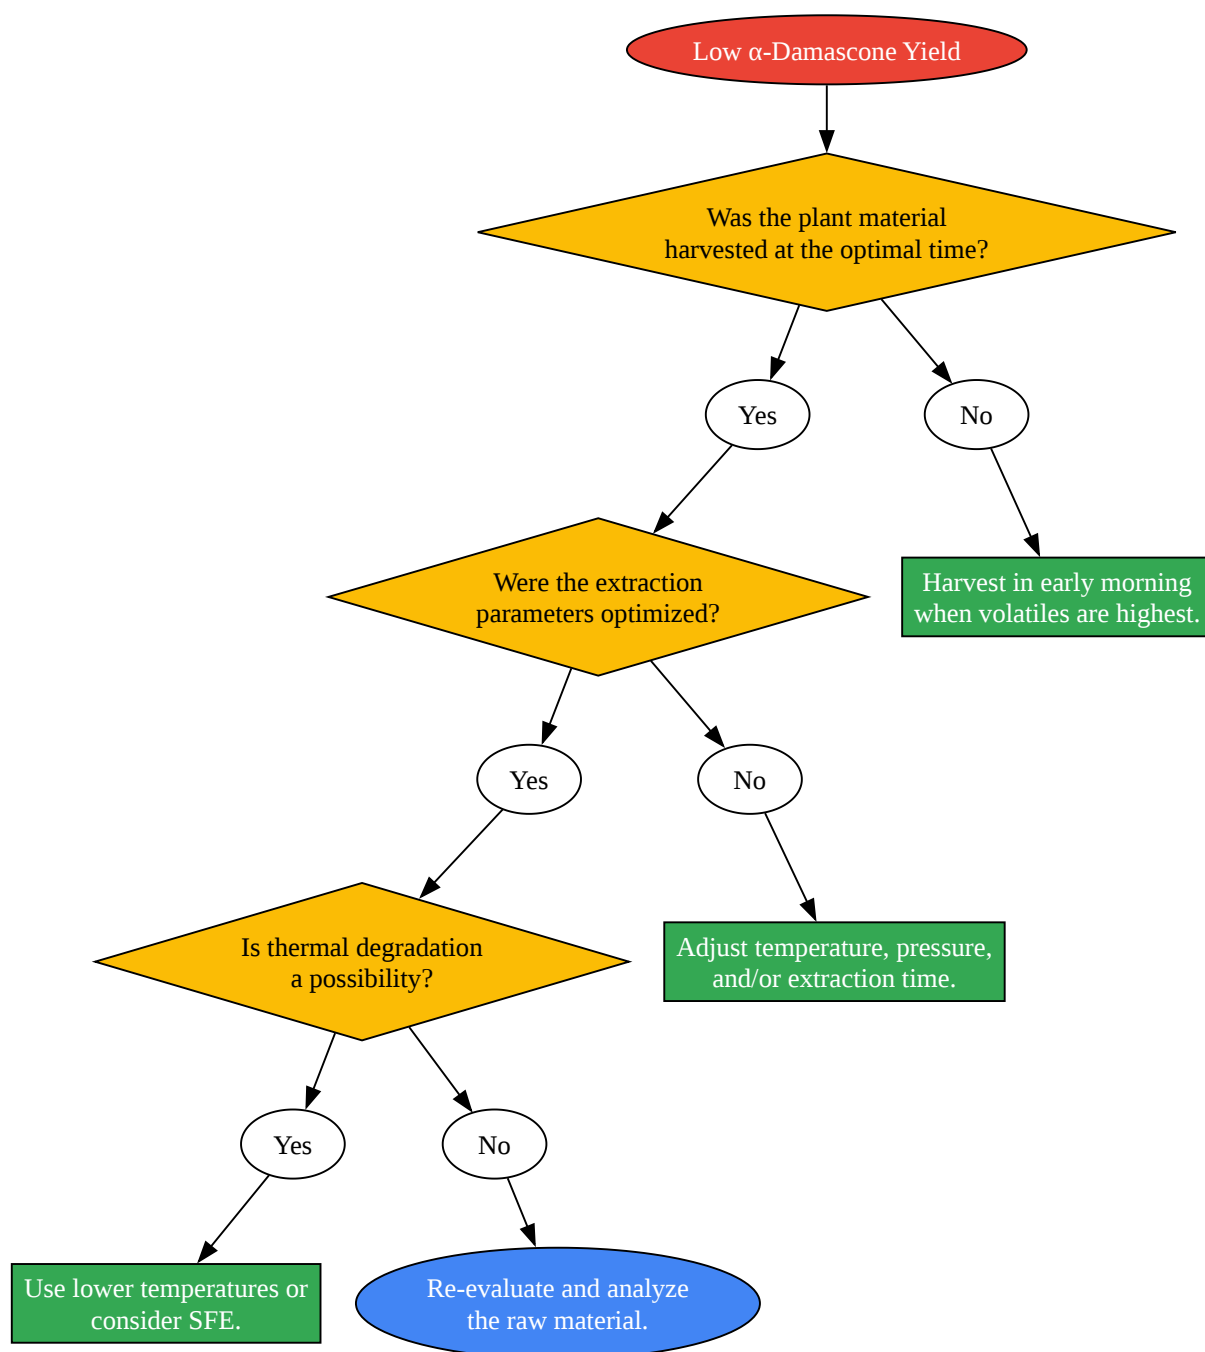 Low α-Damascone Yield
Was the plant material
harvested at the optimal time?
Yes
No
Were the extraction
parameters optimized?
Harvest in early morning
when volatiles are highest.
Yes
No
Is thermal degradation
a possibility?
Adjust temperature, pressure,
and/or extraction time.
Yes
No
Use lower temperatures or
consider SFE.
Re-evaluate and analyze
the raw material.